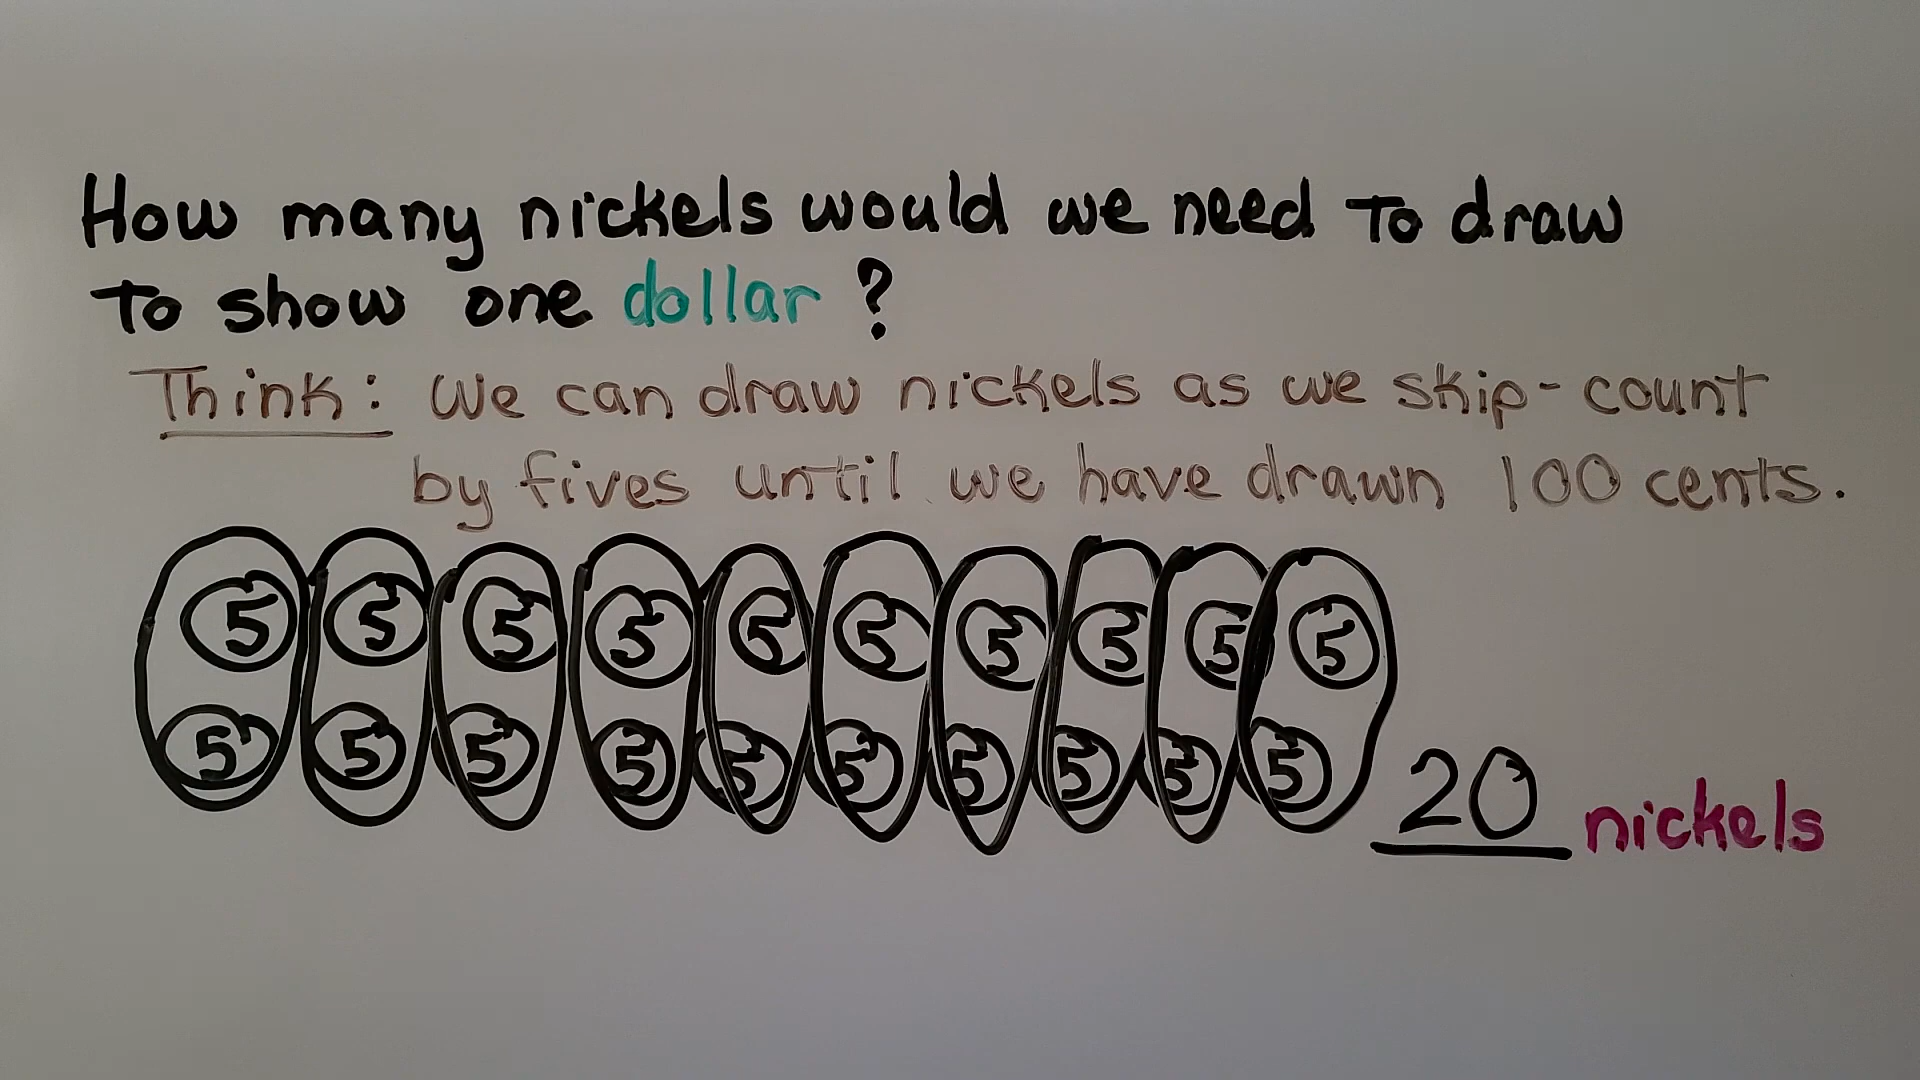 How many nickels would we need to draw
to show one dollar?
Think: We can draw nickels as we skip-count
by fives until we have drawn 100 cents.
5 5 5 5 5 5 5 5 5 5
5 5 5 5 5 5 5 5 5 5
20 nickels